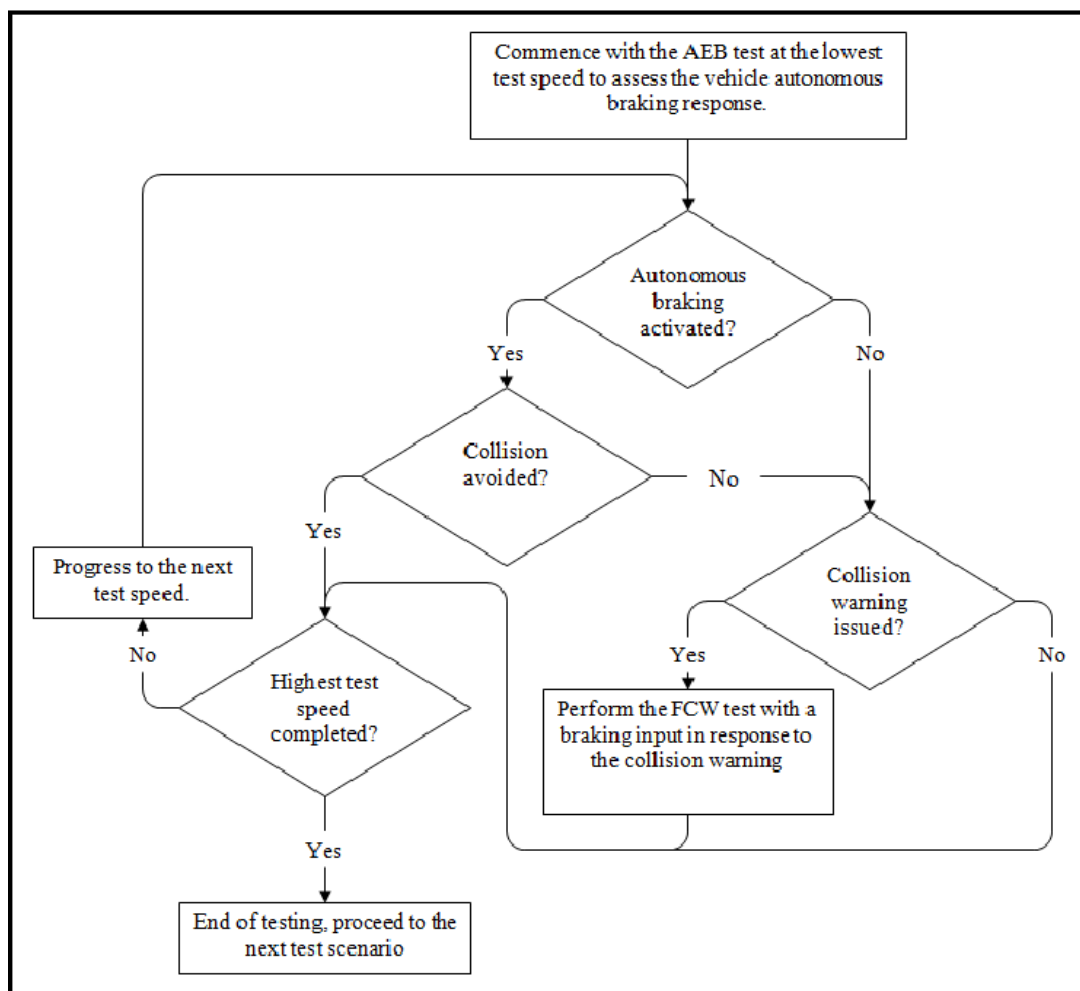 Commence with the AEB test at the lowest
test speed to assess the vehicle autonomous
braking response.
Autonomous
braking
activated?
Yes
No
Collision
avoided?
No
Yes
Progress to the next
test speed.
Collision
warning
issued?
No
Yes
No
Highest test
speed
completed?
Perform the FCW test with a
braking input in response to
the collision warning
Yes
End of testing, proceed to the
next test scenario